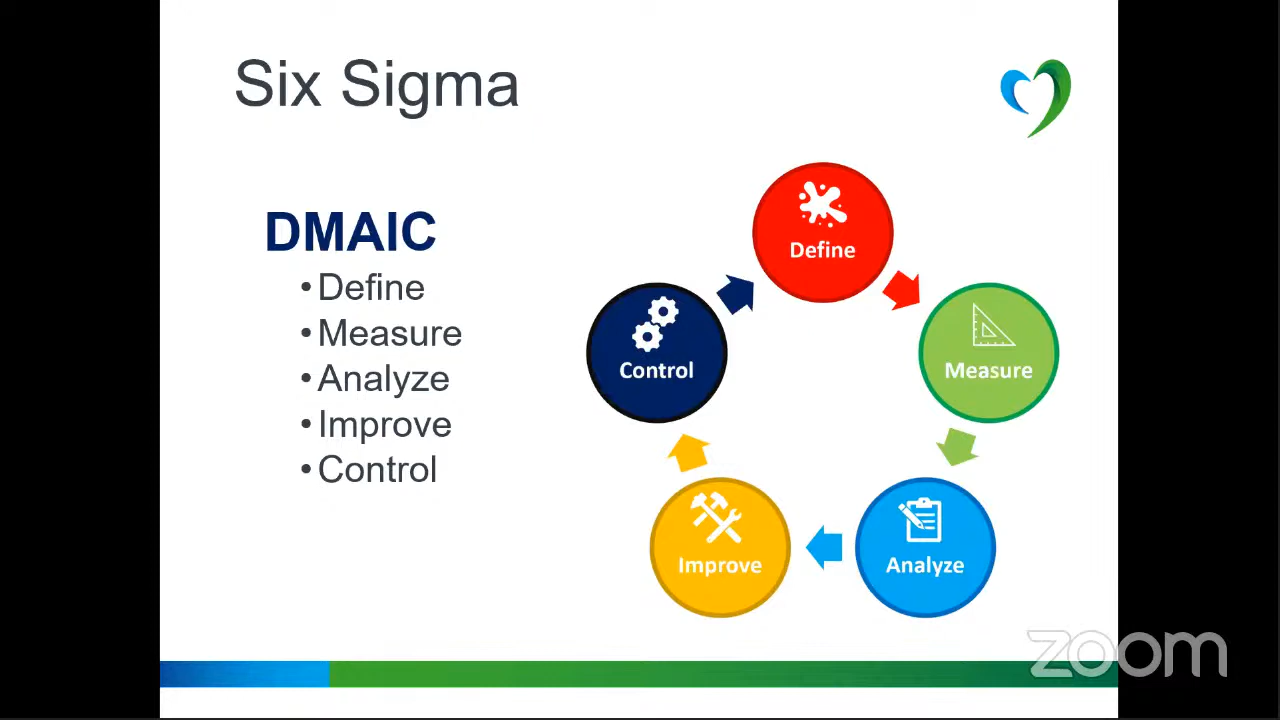 Six Sigma
DMAIC
• Define
• Measure
• Analyze
• Improve
• Control
Define
Measure
Analyze
Improve
Control
zoom